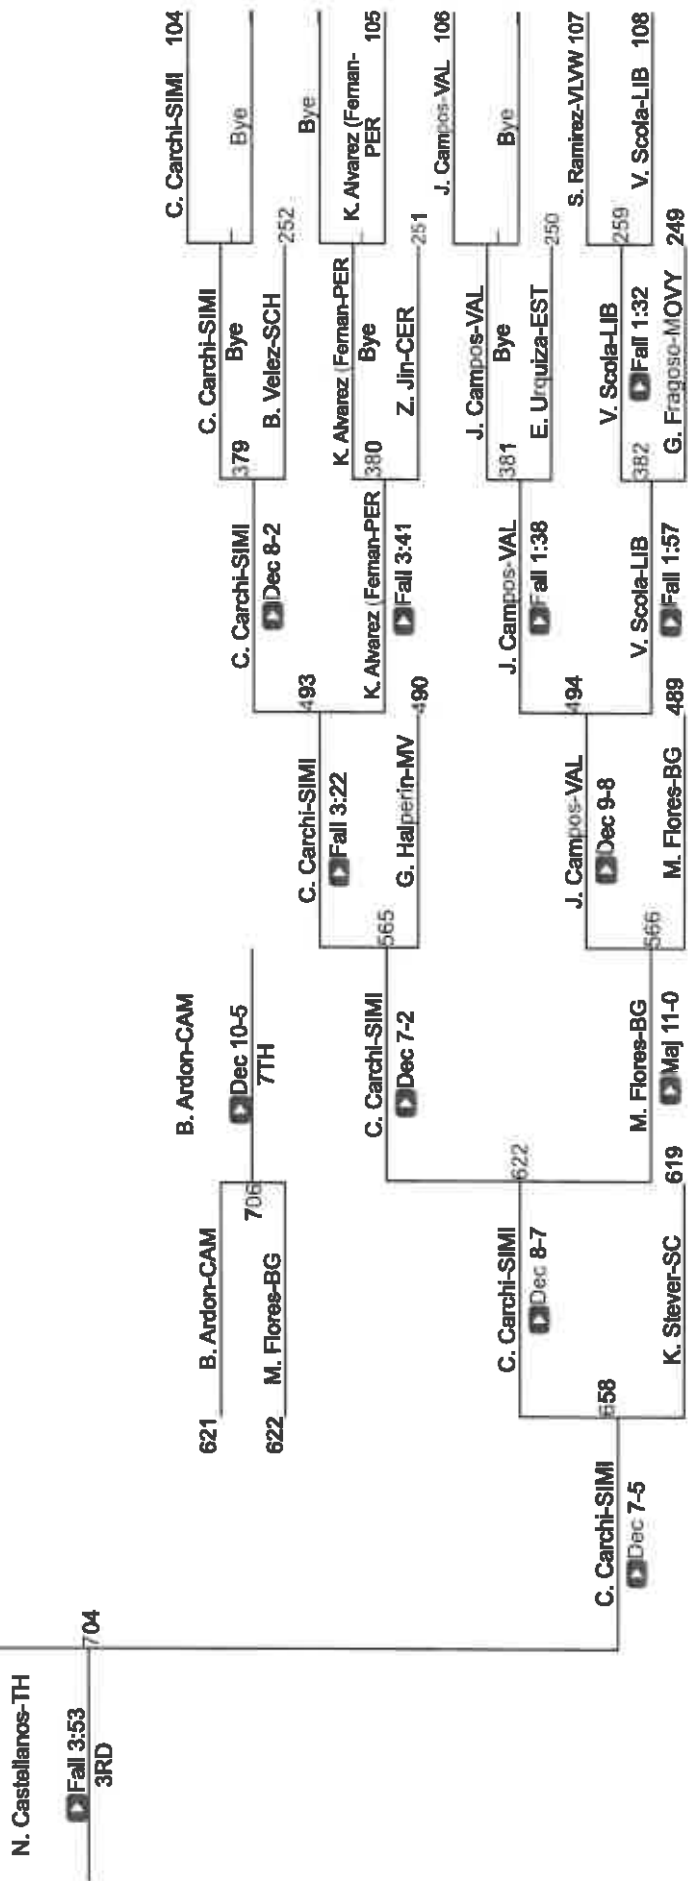 N. Castellanos-TH
Fall 3:53
3RD
704
C. Carchi-SIMI
Dec 7-5
621 B. Ardon-CAM
706
622 M. Flores-BG
B. Ardon-CAM
Dec 10-5
7TH
C. Carchi-SIMI
Dec 8-7
658
K. Stever-SC 619
C. Carchi-SIMI
Dec 7-2
622
M. Flores-BG
Maj 11-0
C. Carchi-SIMI
Fall 3:22
565
G. Halperin-MV 490
J. Campos-VAL
Dec 9-8
566
M. Flores-BG 489
C. Carchi-SIMI
Dec 8-2
493
K. Alvarez (Fernan-PER
Fall 3:41
J. Campos-VAL
Fall 1:38
494
V. Scola-LIB
Fall 1:57
C. Carchi-SIMI
Bye
379
B. Velez-SCH 252
K. Alvarez (Fernan-PER
Bye
380
Z. Jin-CER 251
J. Campos-VAL
Bye
381
E. Urquiza-EST 250
V. Scola-LIB
Fall 1:32
382
G. Fragoso-MOVY 249
C. Carchi-SIMI 104
Bye
Bye
K. Alvarez (Fernan-
PER 105
J. Campos-VAL 106
Bye
S. Ramirez-VLVW 107
259
V. Scola-LIB 108